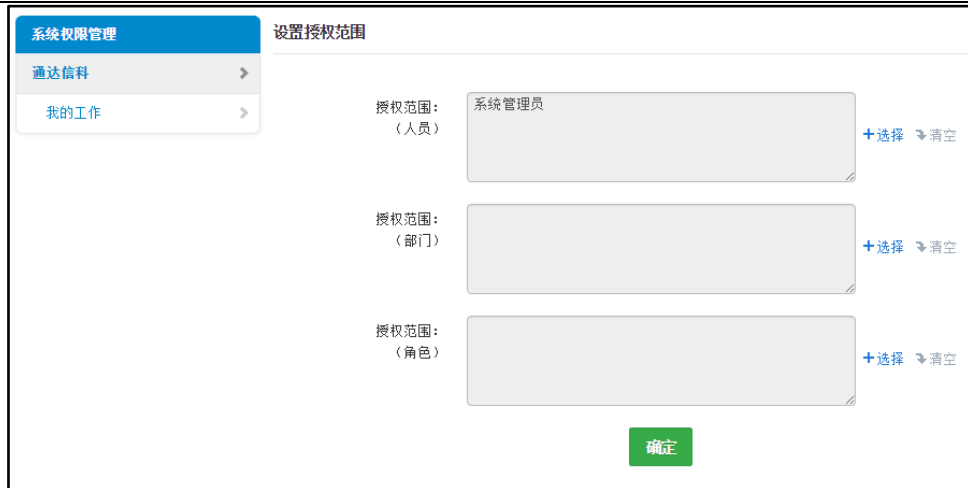 系统权限管理
通达信科
我的工作
设置授权范围
授权范围:
(人员)
系统管理员
选择 清空
授权范围:
(部门)
选择 清空
授权范围:
(角色)
选择 清空
确定